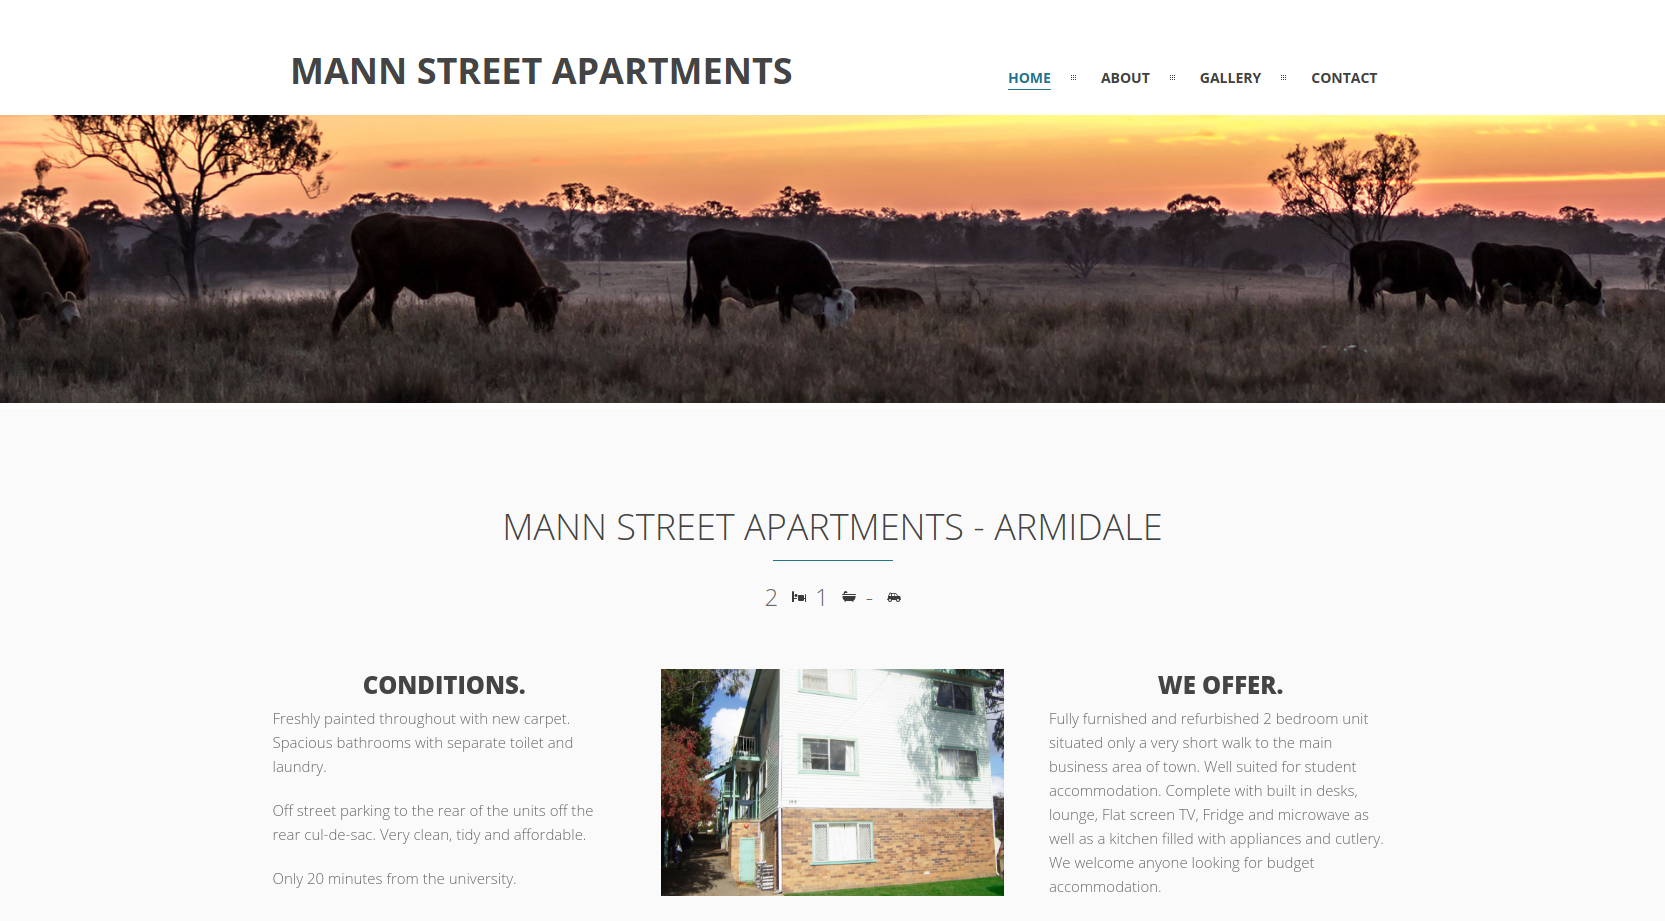 MANN STREET APARTMENTS
HOME
ABOUT
GALLERY
CONTACT
MANN STREET APARTMENTS - ARMIDALE
2 1 -
CONDITIONS.
Freshly painted throughout with new carpet.
Spacious bathrooms with separate toilet and
laundry.
Off street parking to the rear of the units off the
rear cul-de-sac. Very clean, tidy and affordable.
Only 20 minutes from the university.
WE OFFER.
Fully furnished and refurbished 2 bedroom unit
situated only a very short walk to the main
business area of town. Well suited for student
accommodation. Complete with built in desks,
lounge, Flat screen TV, Fridge and microwave as
well as a kitchen filled with appliances and cutlery.
We welcome anyone looking for budget
accommodation.